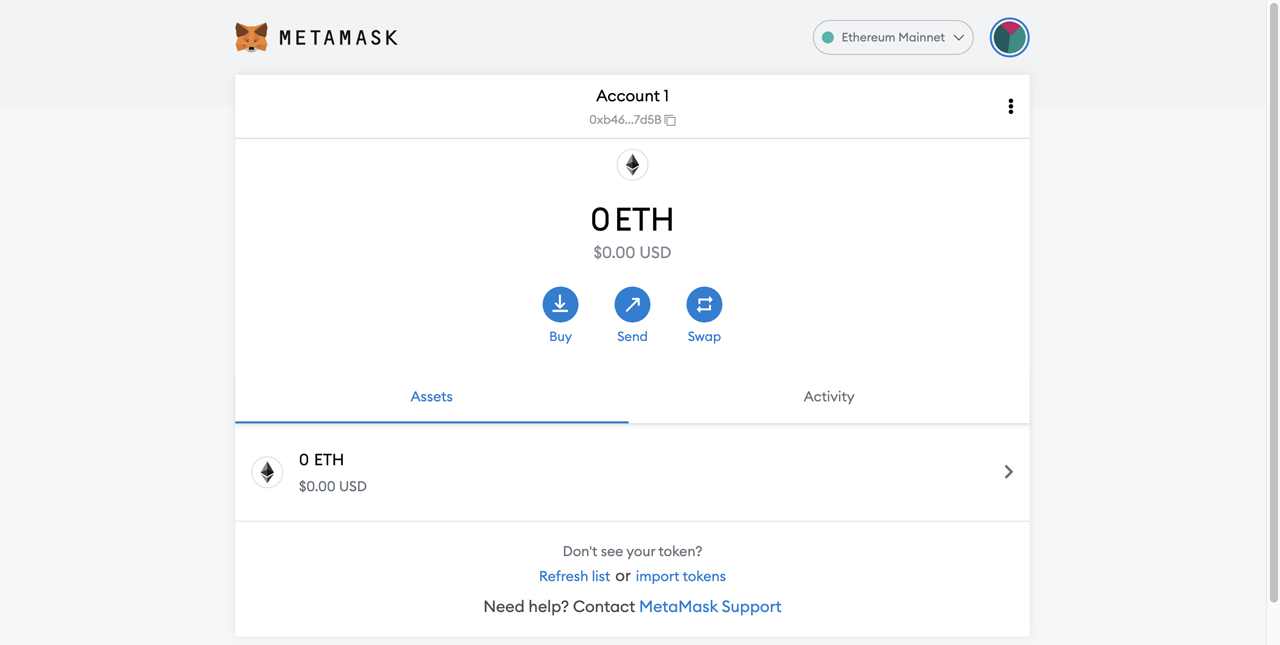 METAMASK
Ethereum Mainnet
Account 1
0xb46...7d5B
0 ETH
$0.00 USD
Buy Send Swap
Assets Activity
0 ETH
$0.00 USD
Don't see your token?
Refresh list or import tokens
Need help? Contact MetaMask Support